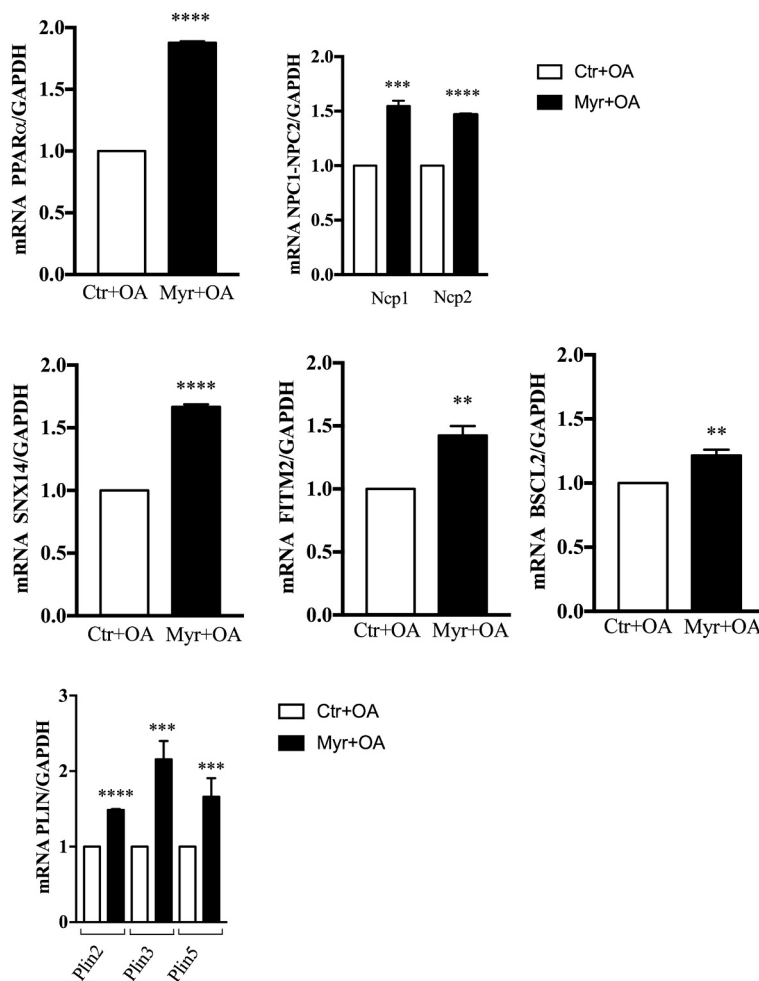 mRNA PPARα/GAPDH
2.0
1.5
1.0
0.5
0.0
****
Ctr+OA Myr+OA
mRNA NPC1-NPC2/GAPDH
2.0
1.5
1.0
0.5
0.0
*** ****
Ncp1 Ncp2
Ctr+OA
Myr+OA
mRNA SNX14/GAPDH
2.0
1.5
1.0
0.5
0.0
****
Ctr+OA Myr+OA
mRNA FITM2/GAPDH
2.0
1.5
1.0
0.5
0.0
**
Ctr+OA Myr+OA
mRNA BSCL2/GAPDH
2.0
1.5
1.0
0.5
0.0
**
Ctr+OA Myr+OA
mRNA PLIN/GAPDH
3
2
1
0
**** *** ***
Plin2 Plin3 Plin5
Ctr+OA
Myr+OA